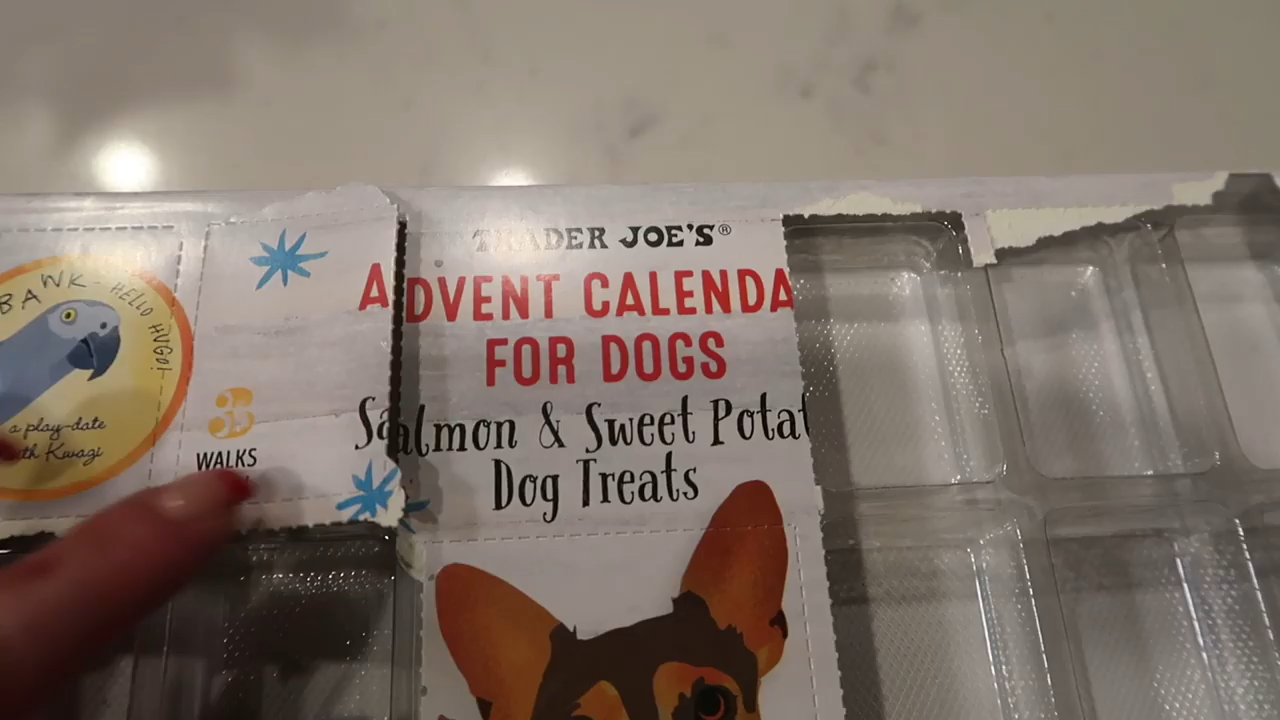 BAWK - HELLO HUGO!
a play-date
th Kwagi
3
WALKS
TRADER JOE'S®
ADVENT CALENDA
FOR DOGS
Salmon & Sweet Potat
Dog Treats